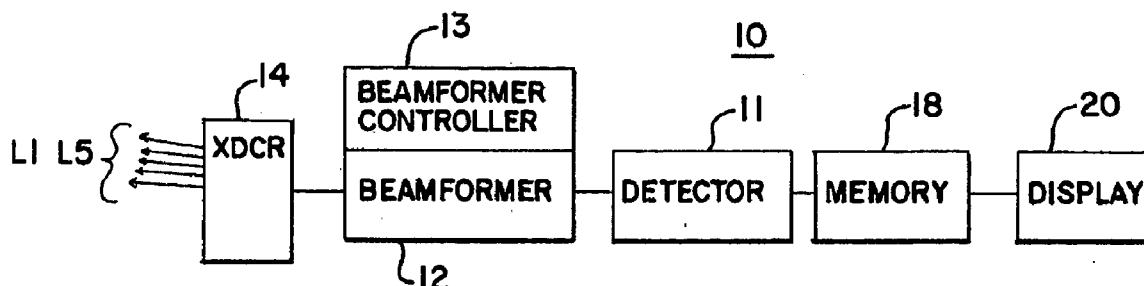 13
10
14
BEAMFORMER
CONTROLLER
11
18
20
L1 L5
XDCR
BEAMFORMER
DETECTOR
MEMORY
DISPLAY
12